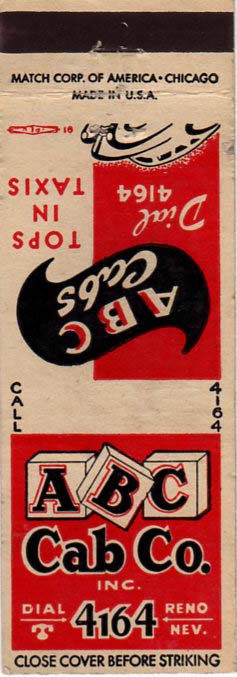 MATCH CORP. OF AMERICA • CHICAGO
MADE IN U.S.A.
TOPS
IN
TAXIS
Dial
4164
ABC
Cabs
CALL
4164
ABC
Cab Co.
INC.
DIAL 4164 RENO
NEV.
CLOSE COVER BEFORE STRIKING